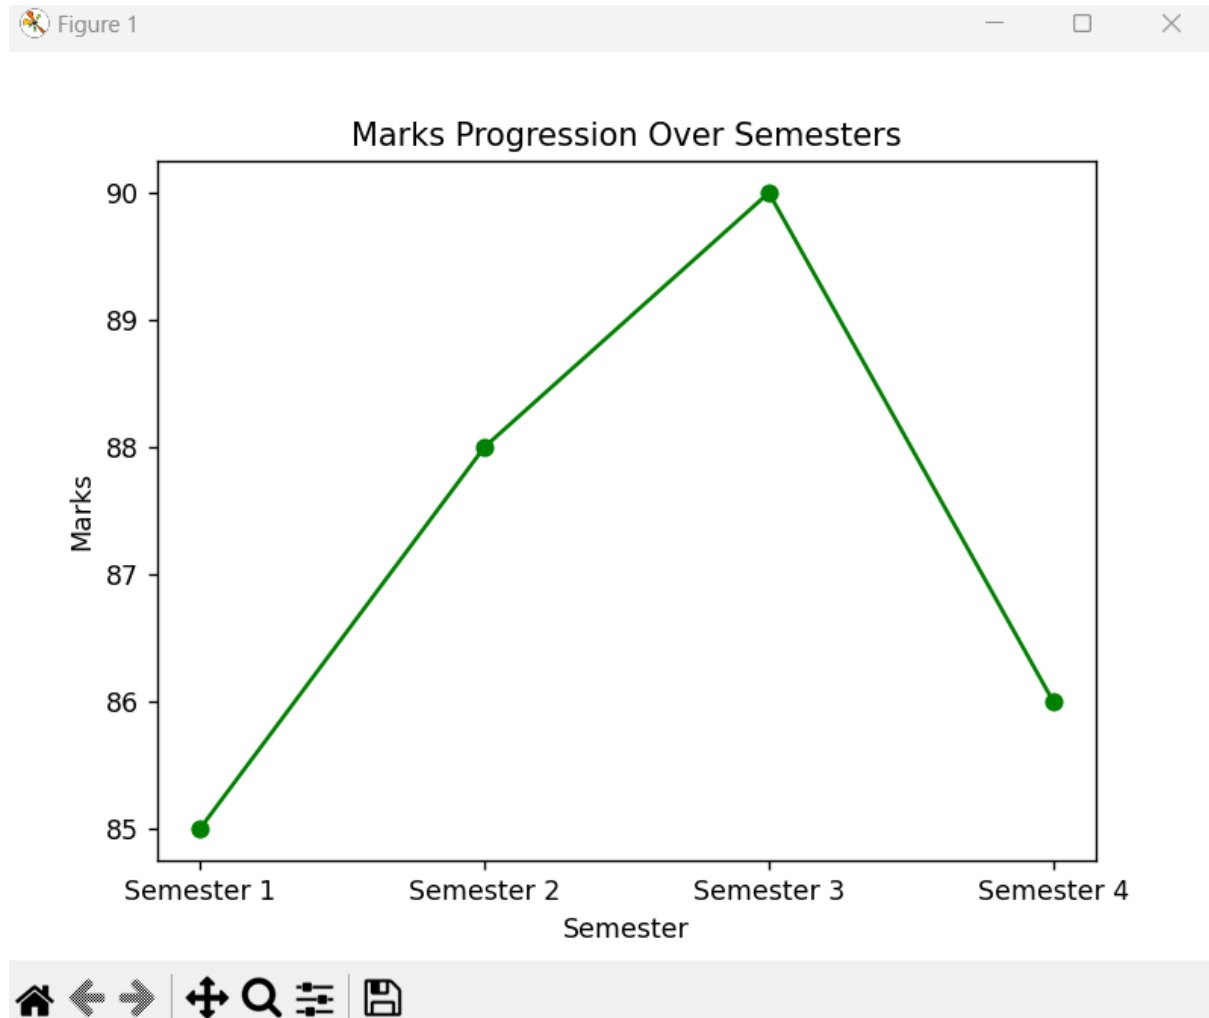 Figure 1
Marks Progression Over Semesters
90
89
88
87
86
85
Marks
Semester 1 Semester 2 Semester 3 Semester 4
Semester